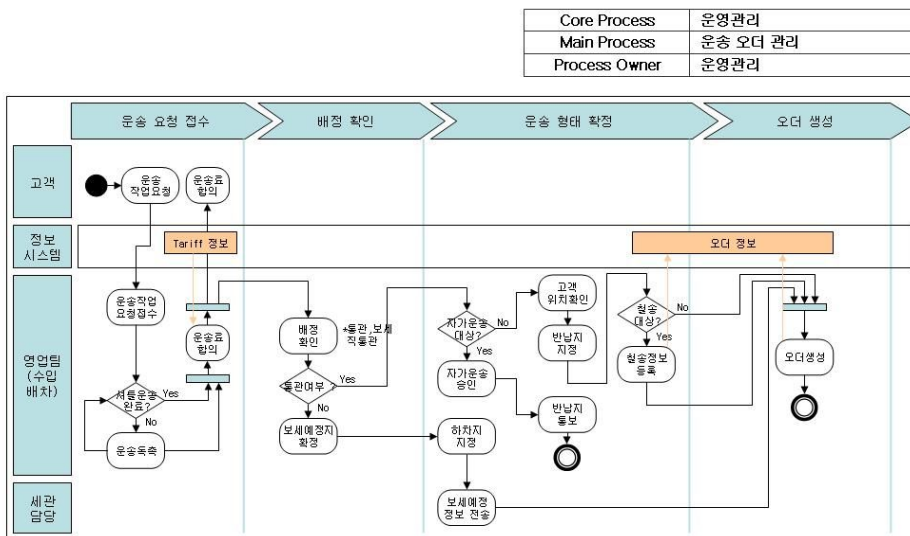 Core Process 운영관리
Main Process 운송 오더 관리
Process Owner 운영관리
운송 요청 접수
배정 확인
운송 형태 확정
오더 생성
고객
운송
작업요청
운송료
합의
정보
시스템
Tariff 정보
오더 정보
영업팀
(수입
배차)
운송작업
요청접수
운송료
합의
셔틀운송
완료?
Yes
No
운송독촉
배정
확인
*통관,보세
직통관
통관여부 ?
Yes
No
보세예정지
확정
자가운송
대상?
No
Yes
자가운송
승인
하차지
지정
고객
위치확인
반납지
지정
반납지
통보
철송
대상?
No
Yes
철송정보
등록
오더생성
세관
담당
보세예정
정보 전송